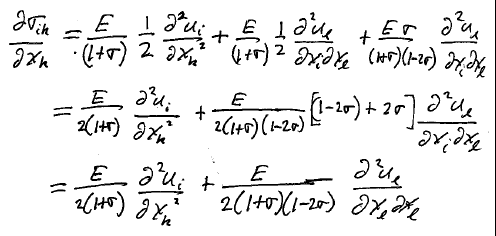 ∂σ_ik/∂x_k = E/(1+σ) 1/2 ∂²u_i/∂x_k² + E/(1+σ) 1/2 ∂²u_l/∂x_i∂x_l + Eσ/(1+σ)(1-2σ) ∂²u_l/∂x_i∂x_l
= E/2(1+σ) ∂²u_i/∂x_k² + E/2(1+σ)(1-2σ) [(1-2σ) + 2σ] ∂²u_l/∂x_i∂x_l
= E/2(1+σ) ∂²u_i/∂x_k² + E/2(1+σ)(1-2σ) ∂²u_l/∂x_l∂x_l